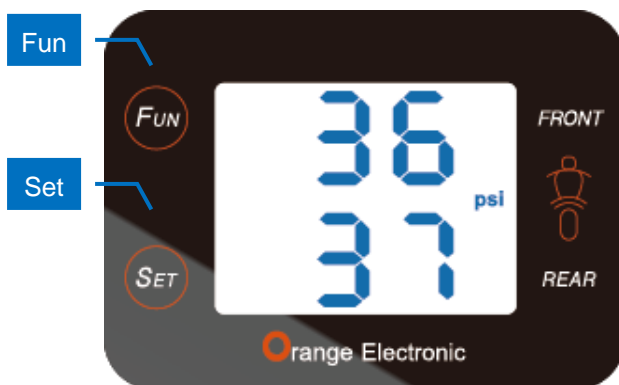 Fun
FUN
36
FRONT
psi
Set
37
SET
REAR
Orange Electronic